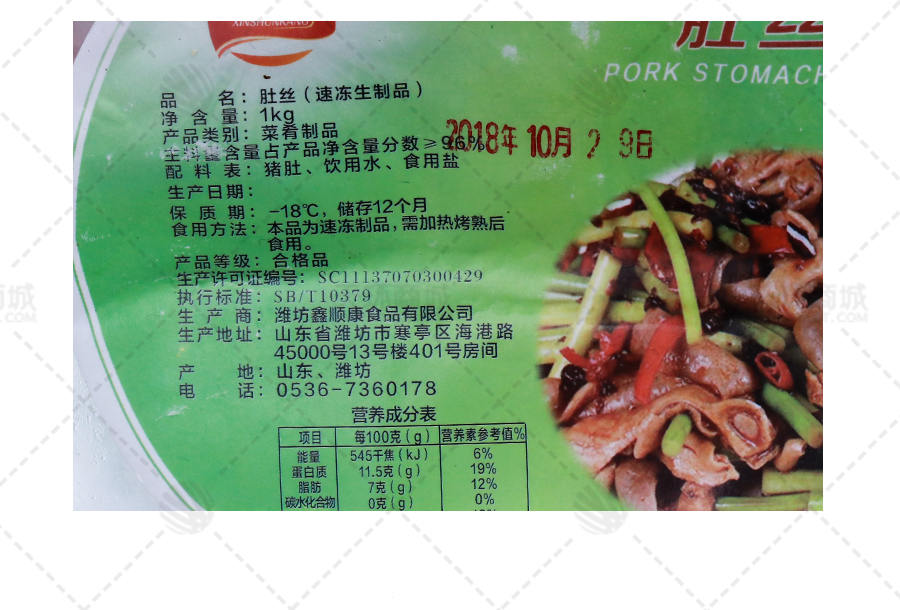 XINSHUNKANG
肚丝
PORK STOMACH
品 名：肚丝（速冻生制品）
净 含 量：1kg
产品类别：菜肴制品
主料含量占产品净含量分数≥96%
2018年10月29日
配 料 表：猪肚、饮用水、食用盐
生产日期：
保 质 期：-18℃，储存12个月
食用方法：本品为速冻制品，需加热烤熟后
食用。
产品等级：合格品
生产许可证编号：SC11137070300429
执行标准：SB/T10379
生 产 商：潍坊鑫顺康食品有限公司
生产地址：山东省潍坊市寒亭区海港路
45000号13号楼401号房间
产 地：山东、潍坊
电 话：0536-7360178
营养成分表
项目 每100克（g） 营养素参考值%
能量 545千焦（kJ） 6%
蛋白质 11.5克（g） 19%
脂肪 7克（g） 12%
碳水化合物 0克（g） 0%